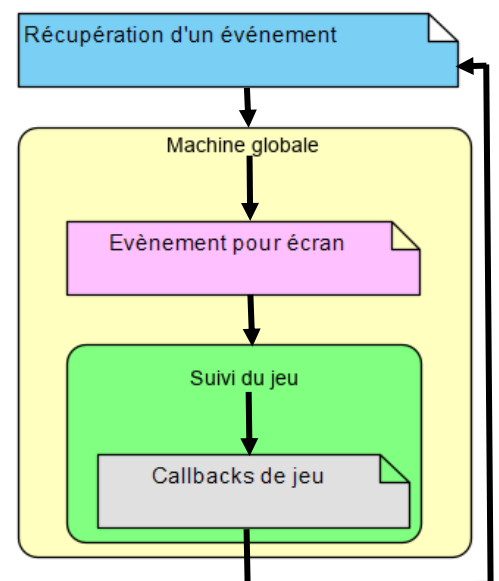 Récupération d'un événement
Machine globale
Evènement pour écran
Suivi du jeu
Callbacks de jeu